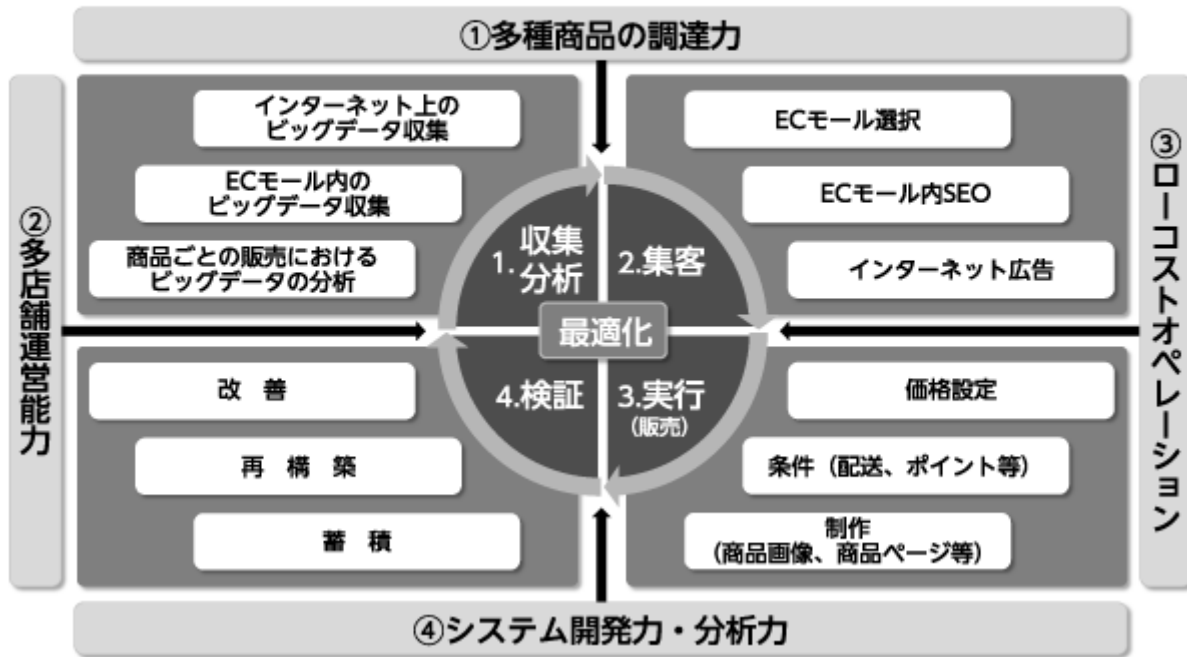 ①多種商品の調達力
②多店舗運営能力
③ローコストオペレーション
インターネット上の
ビッグデータ収集
ECモール内の
ビッグデータ収集
商品ごとの販売における
ビッグデータの分析
ECモール選択
ECモール内SEO
インターネット広告
1.収集
分析
2.集客
最適化
4.検証
3.実行
(販売)
改　善
再　構　築
蓄　積
価格設定
条件（配送、ポイント等）
制作
（商品画像、商品ページ等）
④システム開発力・分析力